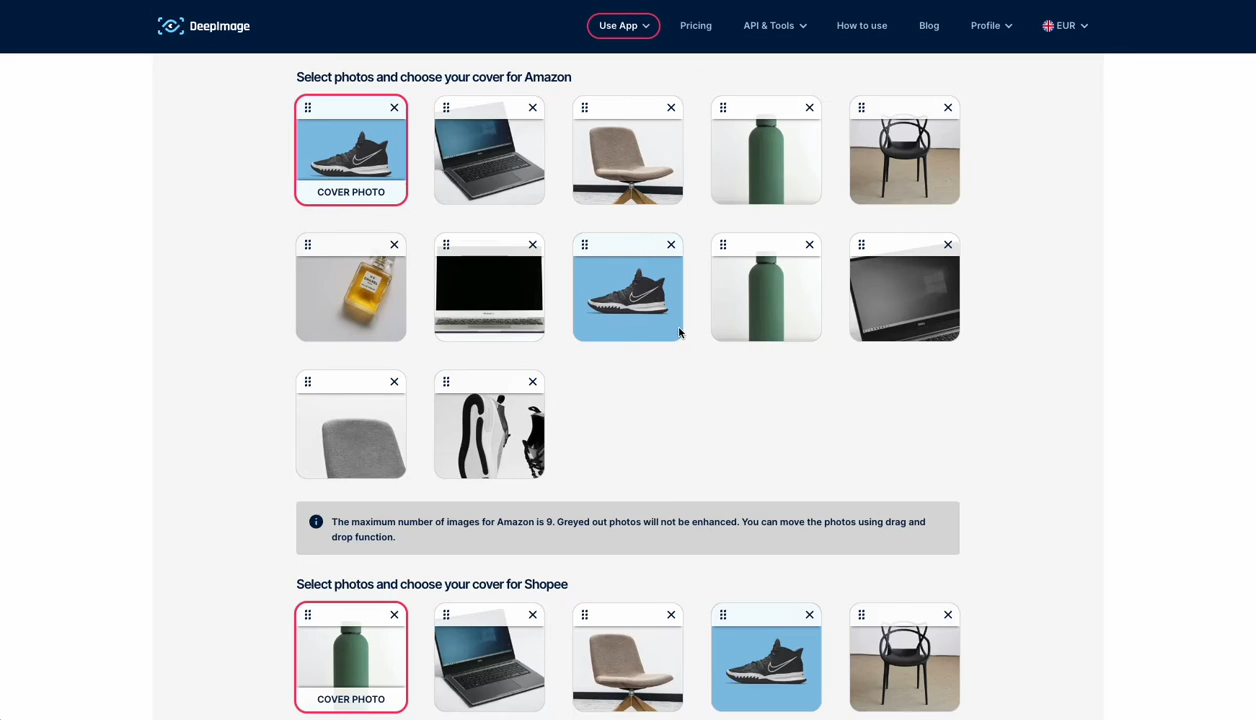 DeepImage
Use App
Pricing
API & Tools
How to use
Blog
Profile
EUR
Select photos and choose your cover for Amazon
COVER PHOTO
The maximum number of images for Amazon is 9. Greyed out photos will not be enhanced. You can move the photos using drag and
drop function.
Select photos and choose your cover for Shopee
COVER PHOTO